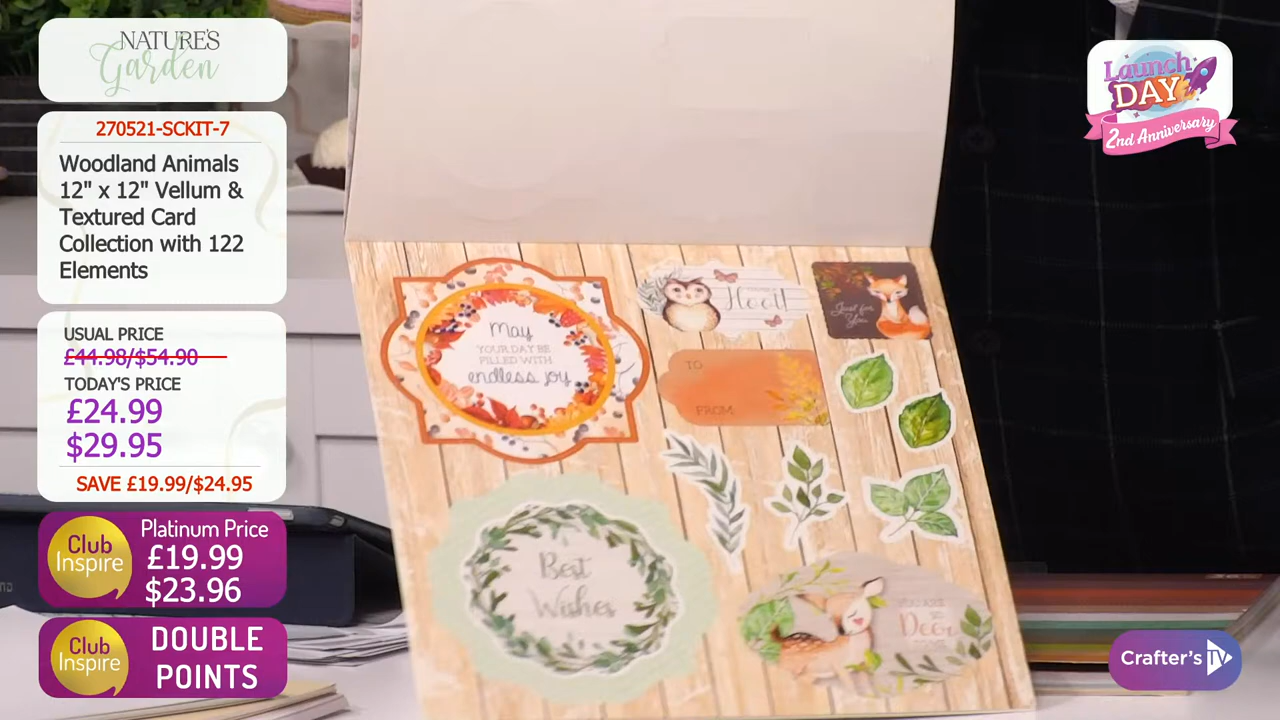 NATURE'S
Garden
270521-SCKIT-7
Woodland Animals
12" x 12" Vellum &
Textured Card
Collection with 122
Elements
USUAL PRICE
£44.98/$54.90
TODAY'S PRICE
£24.99
$29.95
SAVE £19.99/$24.95
Club
Inspire
Platinum Price
£19.99
$23.96
Club
Inspire
DOUBLE
POINTS
Launch
DAY
2nd Anniversary
May
YOUR DAY BE
FILLED WITH
endless joy
Hoot!
Just for
You
TO
FROM
Best
Wishes
YOU ARE
Deer
Crafter's TV